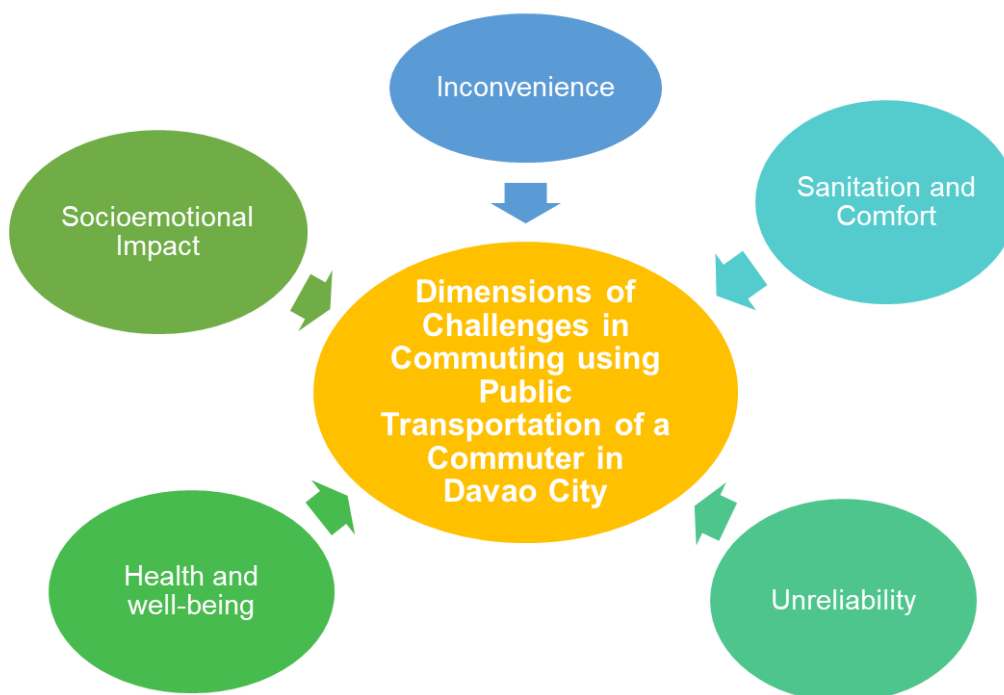 Inconvenience
Socioemotional
Impact
Sanitation and
Comfort
Dimensions of
Challenges in
Commuting using
Public
Transportation of a
Commuter in
Davao City
Health and
well-being
Unreliability